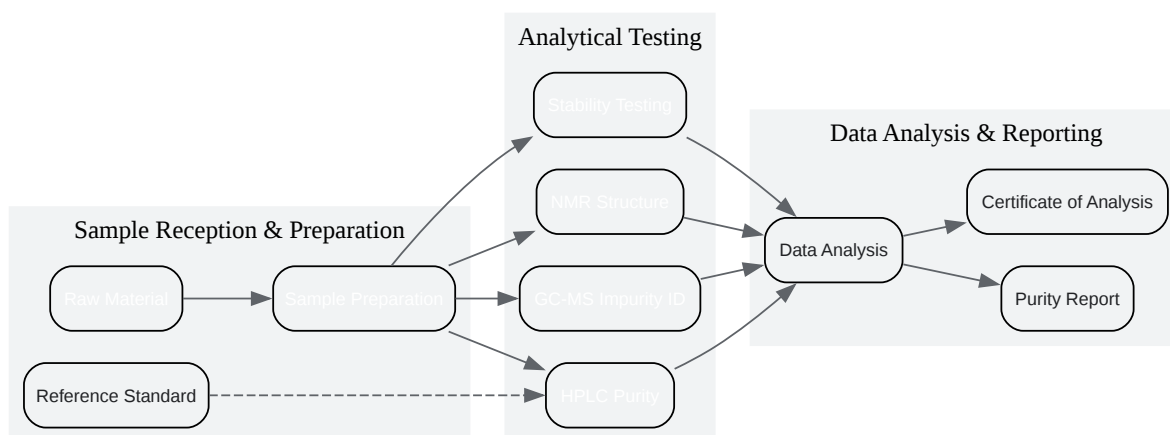 Analytical Testing
Stability Testing
NMR Structure
GC-MS Impurity ID
HPLC Purity
Data Analysis & Reporting
Certificate of Analysis
Data Analysis
Purity Report
Sample Reception & Preparation
Raw Material
Sample Preparation
Reference Standard